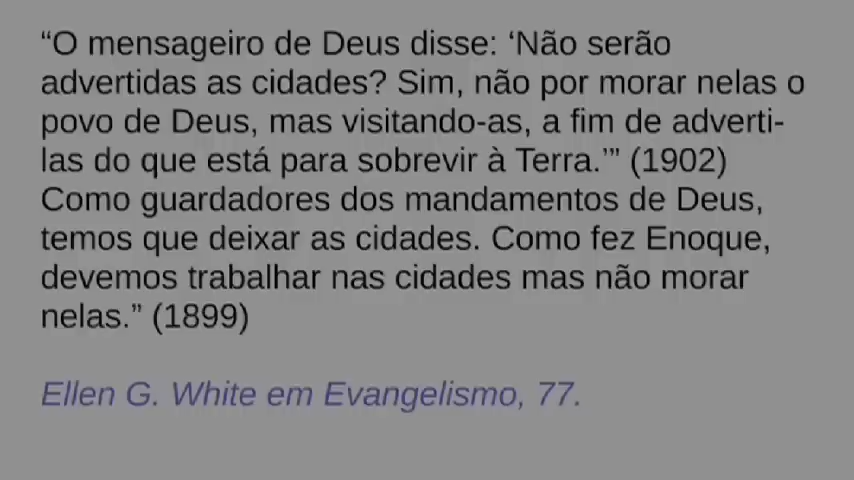 “O mensageiro de Deus disse: ‘Não serão
advertidas as cidades? Sim, não por morar nelas o
povo de Deus, mas visitando-as, a fim de adverti-
las do que está para sobrevir à Terra.’” (1902)
Como guardadores dos mandamentos de Deus,
temos que deixar as cidades. Como fez Enoque,
devemos trabalhar nas cidades mas não morar
nelas.” (1899)
Ellen G. White em Evangelismo, 77.